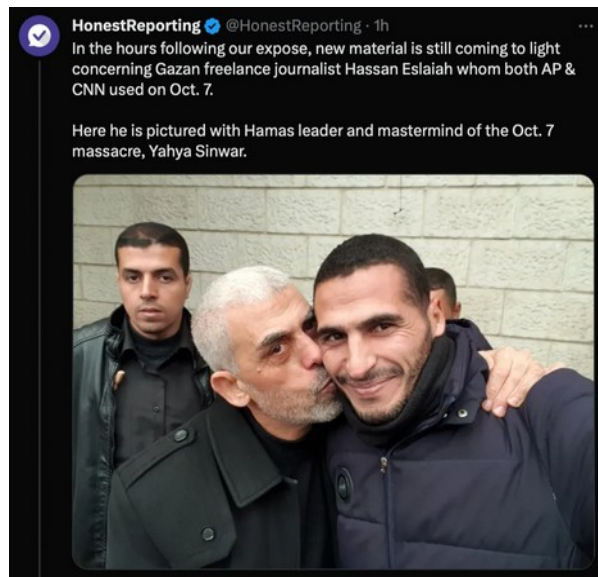 HonestReporting @HonestReporting · 1h
In the hours following our expose, new material is still coming to light
concerning Gazan freelance journalist Hassan Eslaiah whom both AP &
CNN used on Oct. 7.
Here he is pictured with Hamas leader and mastermind of the Oct. 7
massacre, Yahya Sinwar.